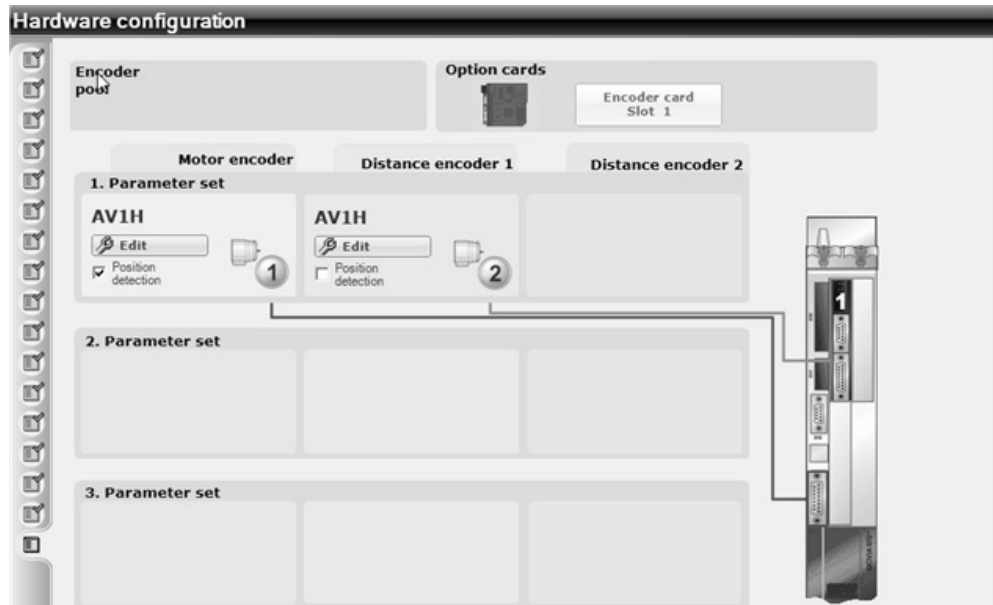 Hardware configuration
Encoder
pool
Option cards
Encoder card
Slot 1
Motor encoder
Distance encoder 1
Distance encoder 2
1. Parameter set
AV1H
Edit
Position
detection
1
AV1H
Edit
Position
detection
2
1
2. Parameter set
3. Parameter set